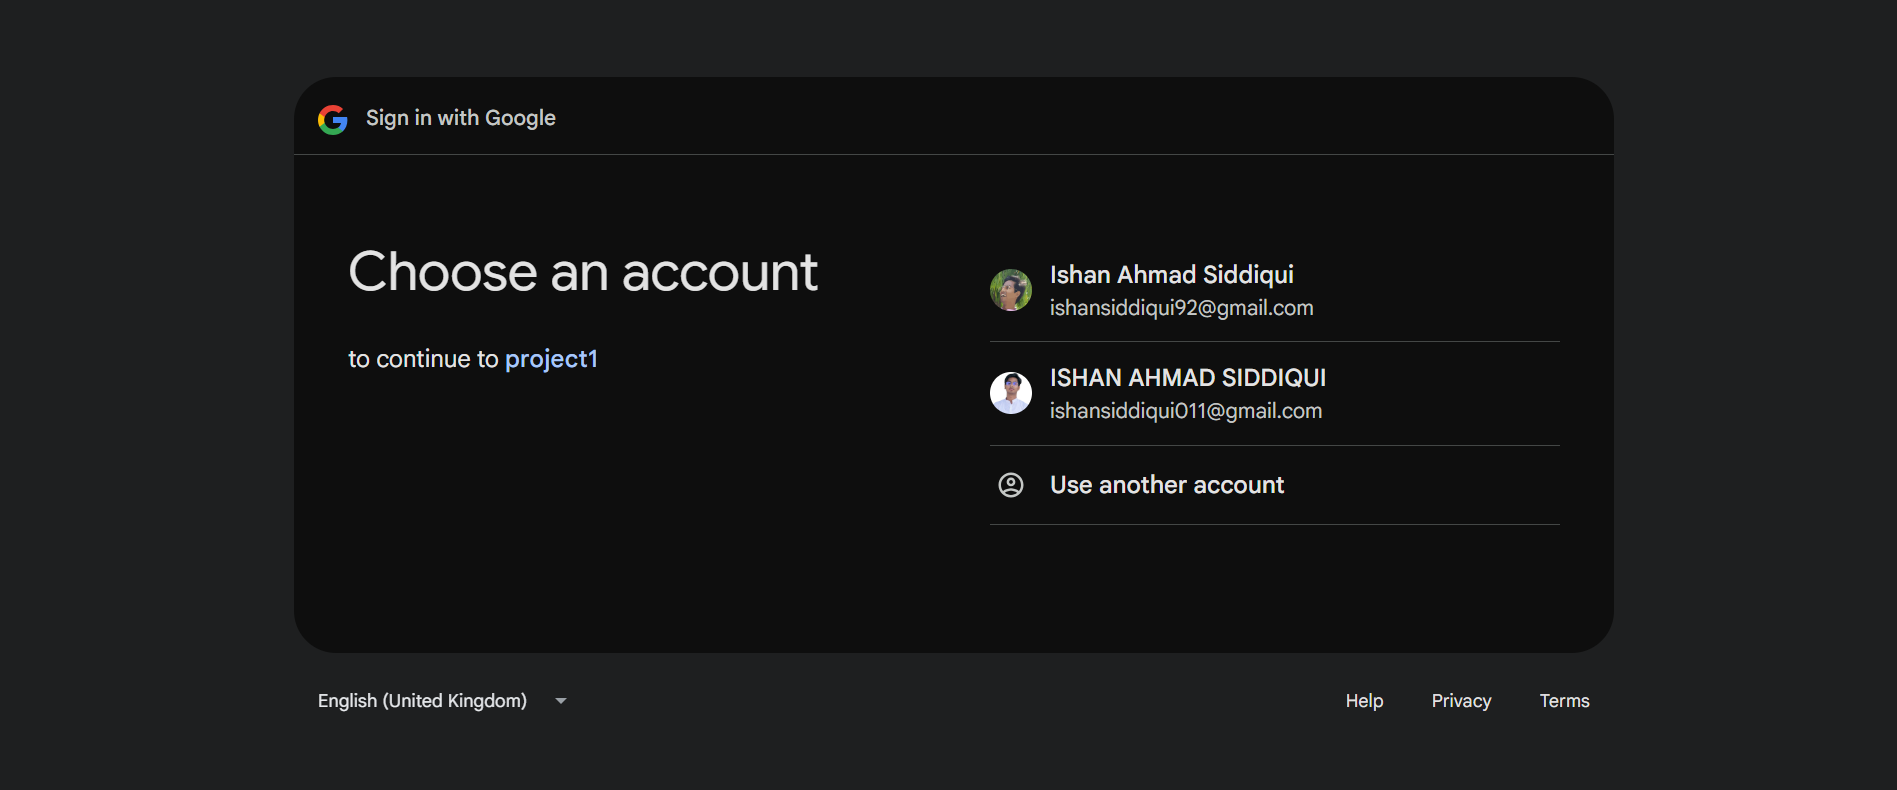 Sign in with Google
Choose an account
to continue to project1
Ishan Ahmad Siddiqui
ishansiddiqui92@gmail.com
ISHAN AHMAD SIDDIQUI
ishansiddiqui011@gmail.com
Use another account
English (United Kingdom)
Help Privacy Terms